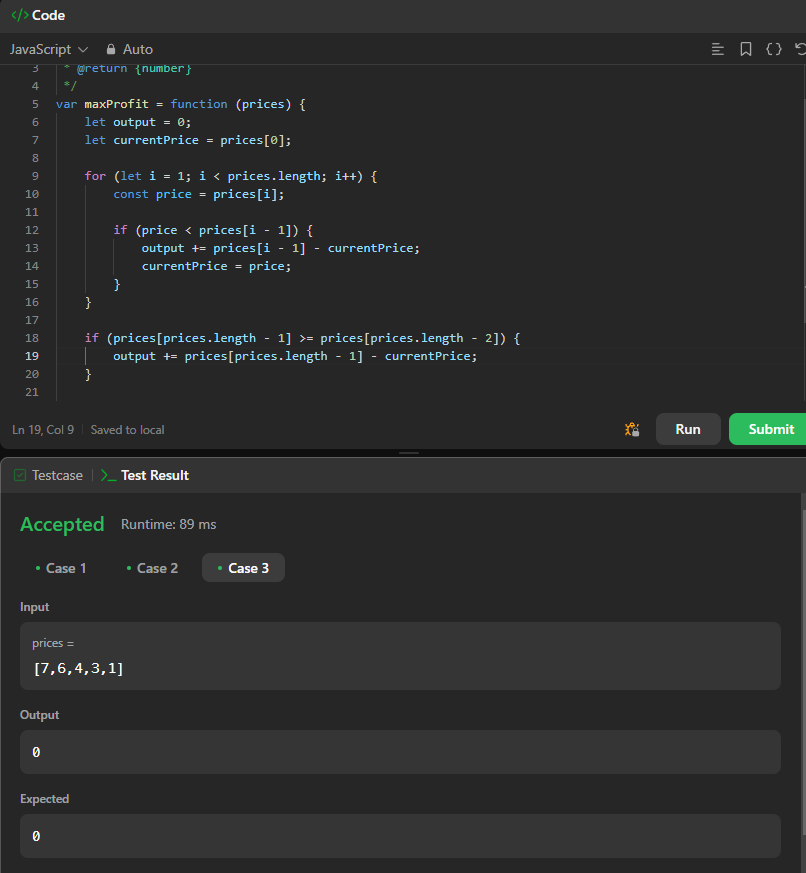 </> Code
JavaScript Auto
3 * @return {number}
4 */
5 var maxProfit = function (prices) {
6 let output = 0;
7 let currentPrice = prices[0];
8
9 for (let i = 1; i < prices.length; i++) {
10 const price = prices[i];
11
12 if (price < prices[i - 1]) {
13 output += prices[i - 1] - currentPrice;
14 currentPrice = price;
15 }
16 }
17
18 if (prices[prices.length - 1] >= prices[prices.length - 2]) {
19 output += prices[prices.length - 1] - currentPrice;
20 }
21
Ln 19, Col 9 Saved to local Run Submit
Testcase >_ Test Result
Accepted Runtime: 89 ms
• Case 1 • Case 2 • Case 3
Input
prices =
[7,6,4,3,1]
Output
0
Expected
0